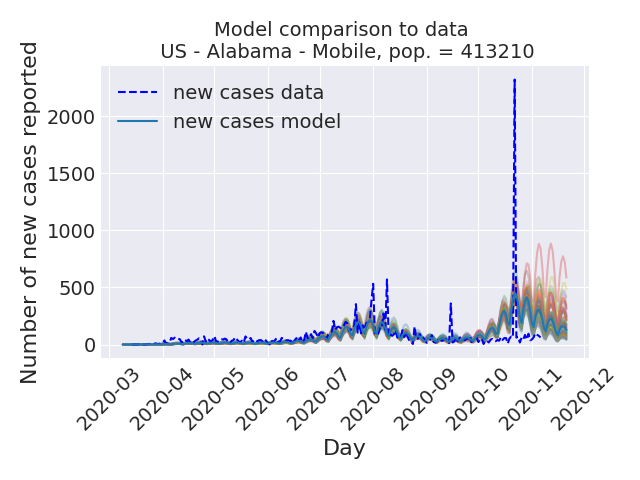 Model comparison to data
US - Alabama - Mobile, pop. = 413210
Number of new cases reported
2000
1500
1000
500
0
new cases data
new cases model
2020-03
2020-04
2020-05
2020-06
2020-07
2020-08
2020-09
2020-10
2020-11
2020-12
Day